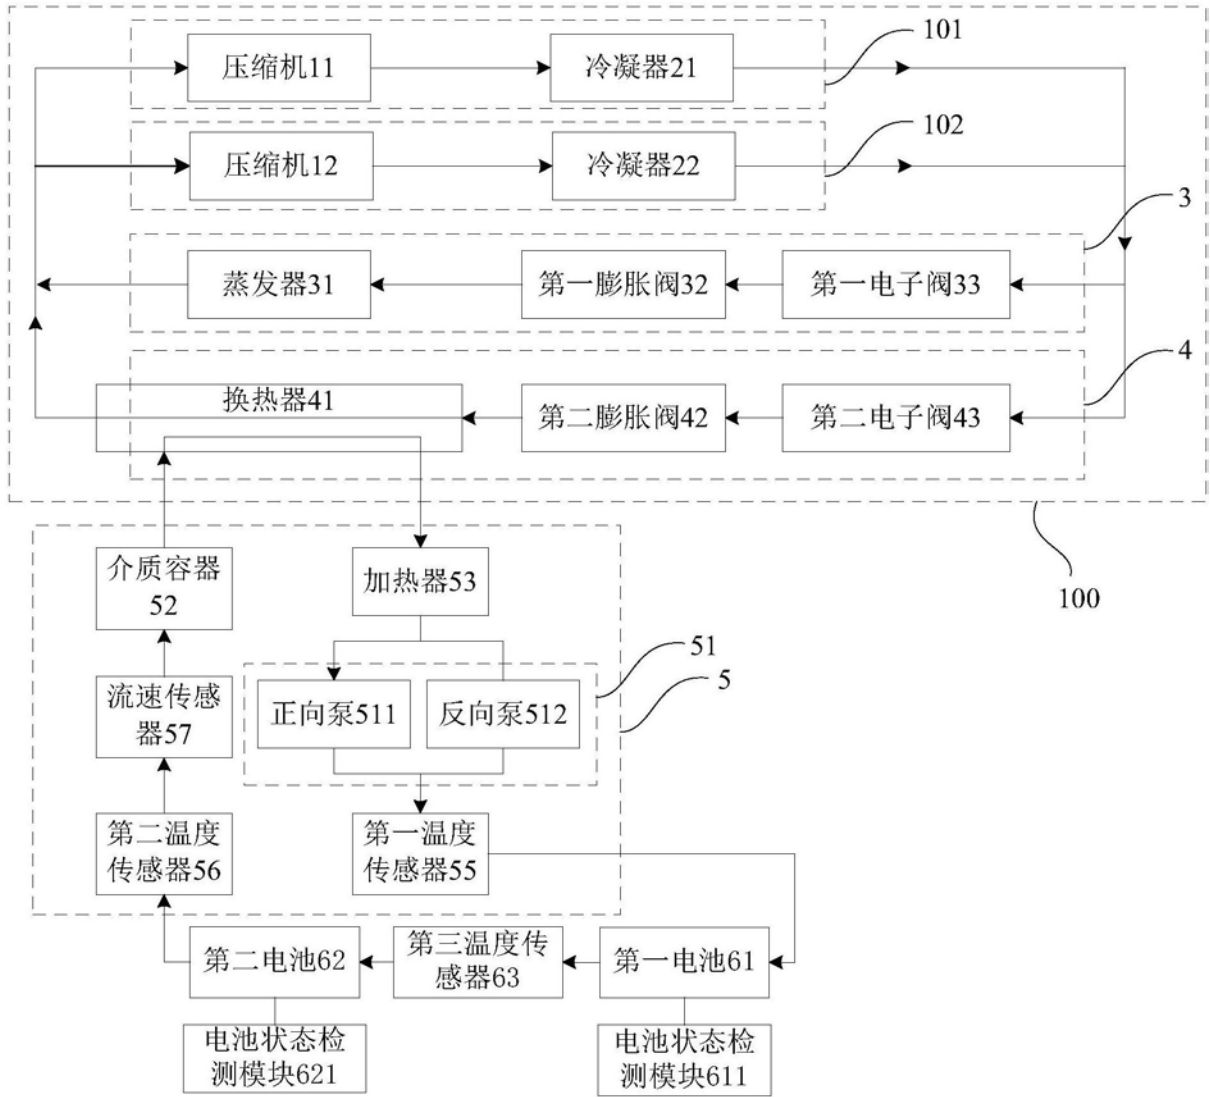 压缩机11
冷凝器21
101
压缩机12
冷凝器22
102
3
蒸发器31
第一膨胀阀32
第一电子阀33
4
换热器41
第二膨胀阀42
第二电子阀43
100
介质容器
52
加热器53
51
5
流速传感
器57
正向泵511
反向泵512
第二温度
传感器56
第一温度
传感器55
第二电池62
第三温度传
感器63
第一电池61
电池状态检
测模块621
电池状态检
测模块611